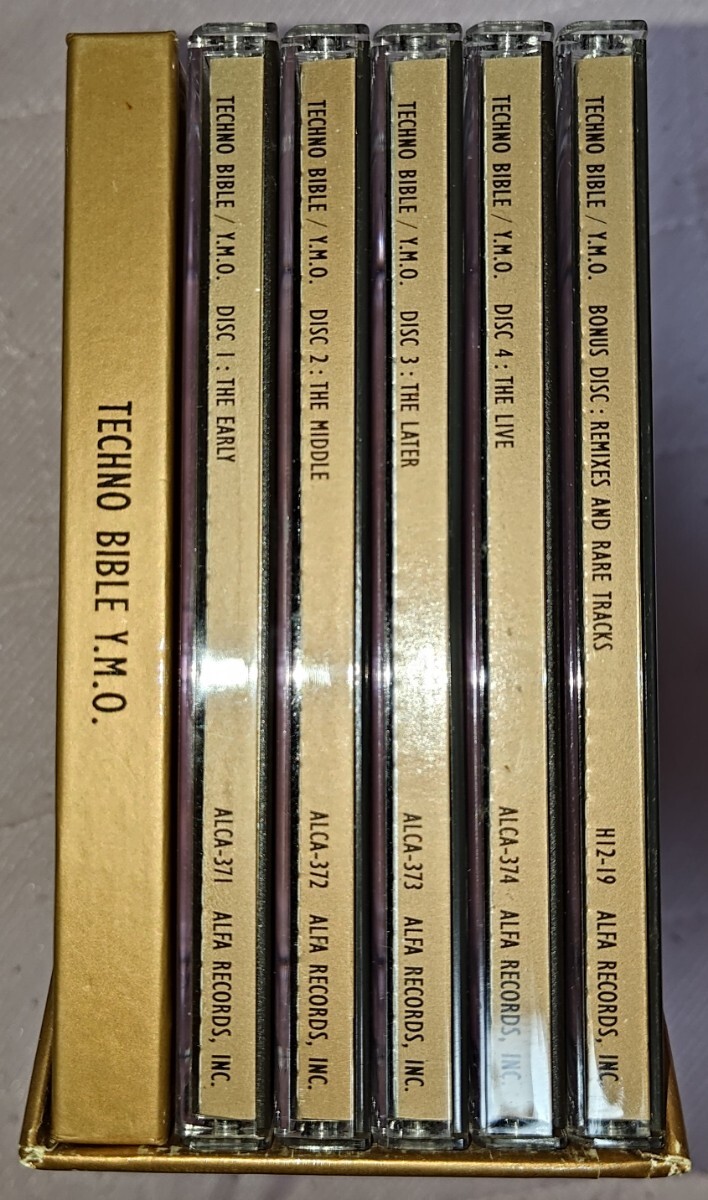 TECHNO BIBLE Y.M.O.
TECHNO BIBLE / Y.M.O. DISC 1 : THE EARLY ALCA-371 ALFA RECORDS, INC.
TECHNO BIBLE / Y.M.O. DISC 2 : THE MIDDLE ALCA-372 ALFA RECORDS, INC.
TECHNO BIBLE / Y.M.O. DISC 3 : THE LATER ALCA-373 ALFA RECORDS, INC.
TECHNO BIBLE / Y.M.O. DISC 4 : THE LIVE ALCA-374 ALFA RECORDS, INC
TECHNO BIBLE / Y.M.O. BONUS DISC : REMIXES AND RARE TRACKS H12-19 ALFA RECORDS, INC